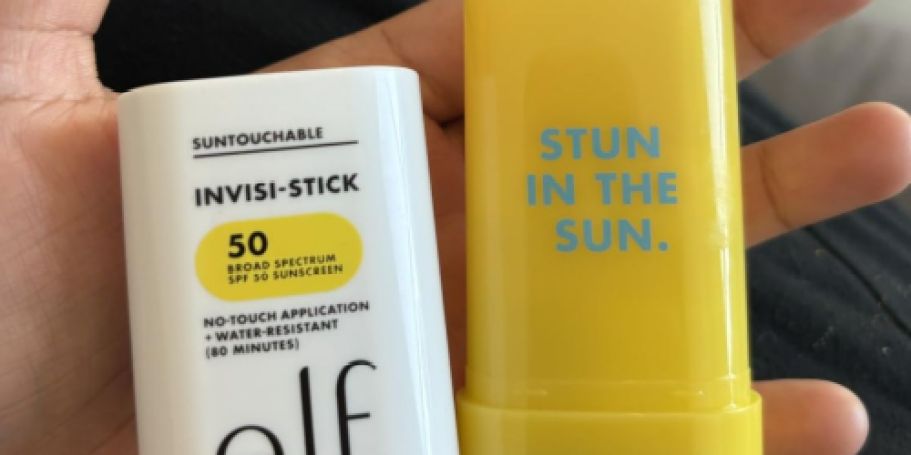 SUNTOUCHABLE
INVISI-STICK
50
BROAD SPECTRUM
SPF 50 SUNSCREEN
NO-TOUCH APPLICATION
+ WATER-RESISTANT
(80 MINUTES)
elf
STUN
IN THE
SUN.